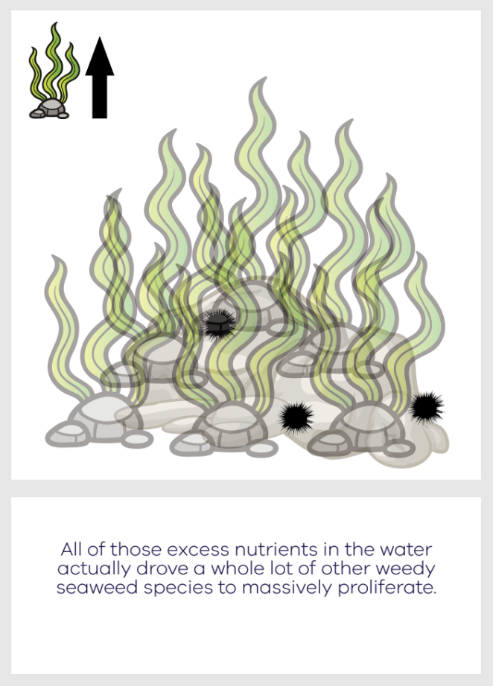 All of those excess nutrients in the water
actually drove a whole lot of other weedy
seaweed species to massively proliferate.